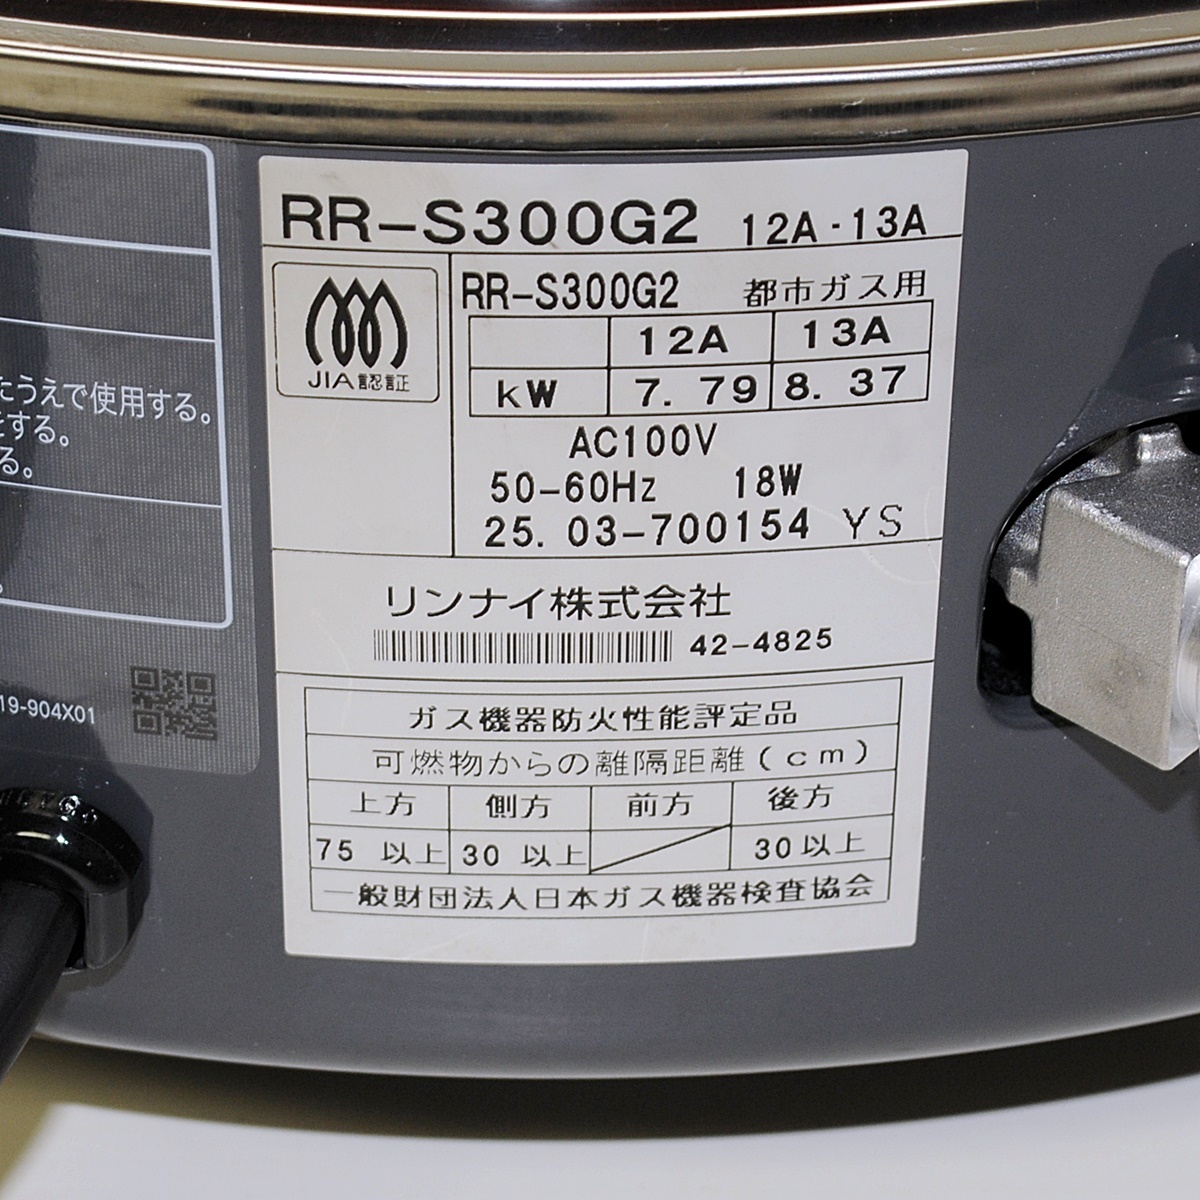 たうえで使用する。
とする。
る。
19-904X01
RR-S300G2 12A・13A
JIA認証
RR-S300G2 都市ガス用
12A 13A
kW 7.79 8.37
AC100V
50-60Hz 18W
25.03-700154 YS
リンナイ株式会社
42-4825
ガス機器防火性能評定品
可燃物からの離隔距離(cm)
上方 側方 前方 後方
75 以上 30 以上 30以上
一般財団法人日本ガス機器検査協会